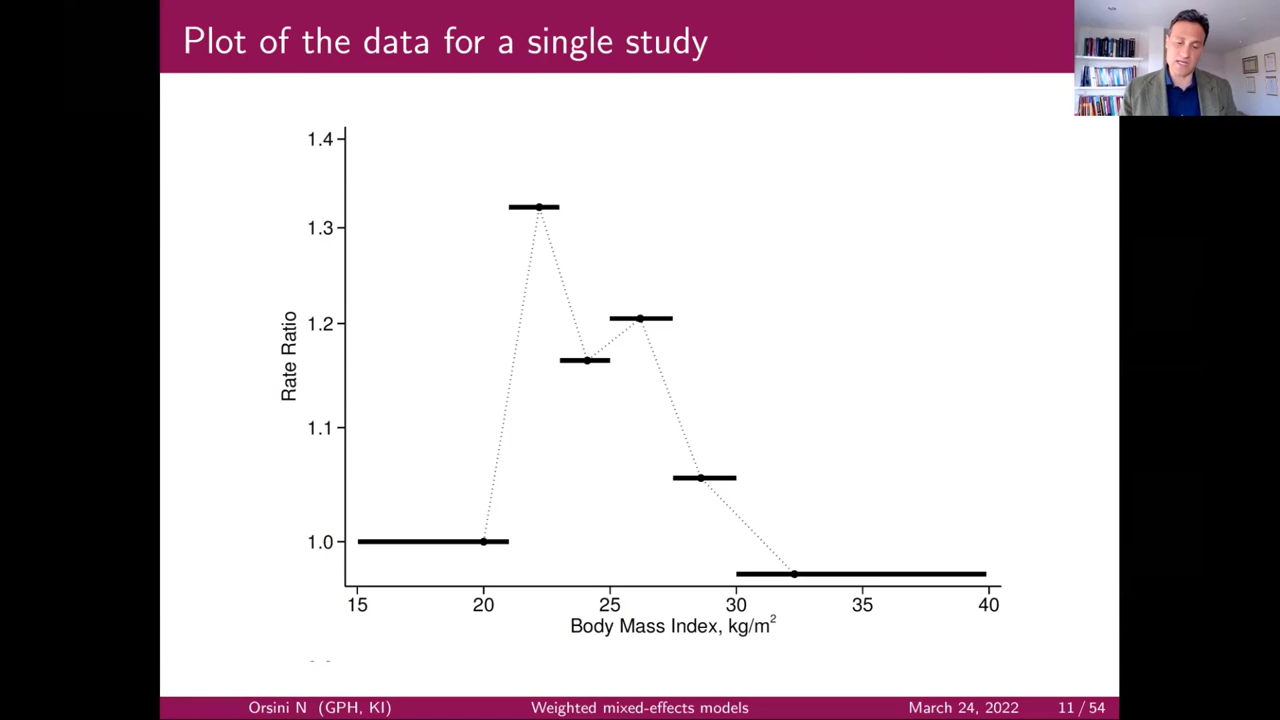 Plot of the data for a single study
1.4
1.3
1.2
1.1
1.0
Rate Ratio
15 20 25 30 35 40
Body Mass Index, kg/m²
Orsini N (GPH, KI) Weighted mixed-effects models March 24, 2022 11 / 54